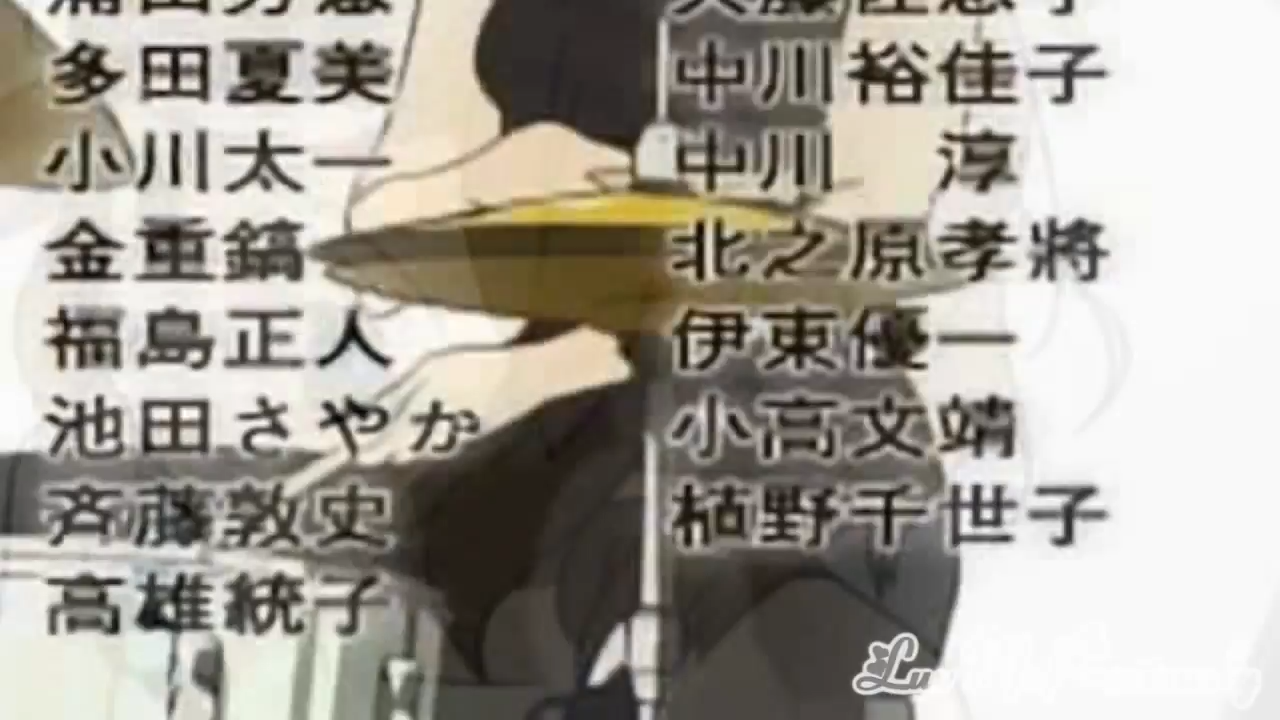 多田夏美
小川太一
金重鎬
福島正人
池田さやか
斉藤敦史
高雄統子
中川裕佳子
中川 淳
北之原孝將
伊東優一
小高文靖
植野千世子